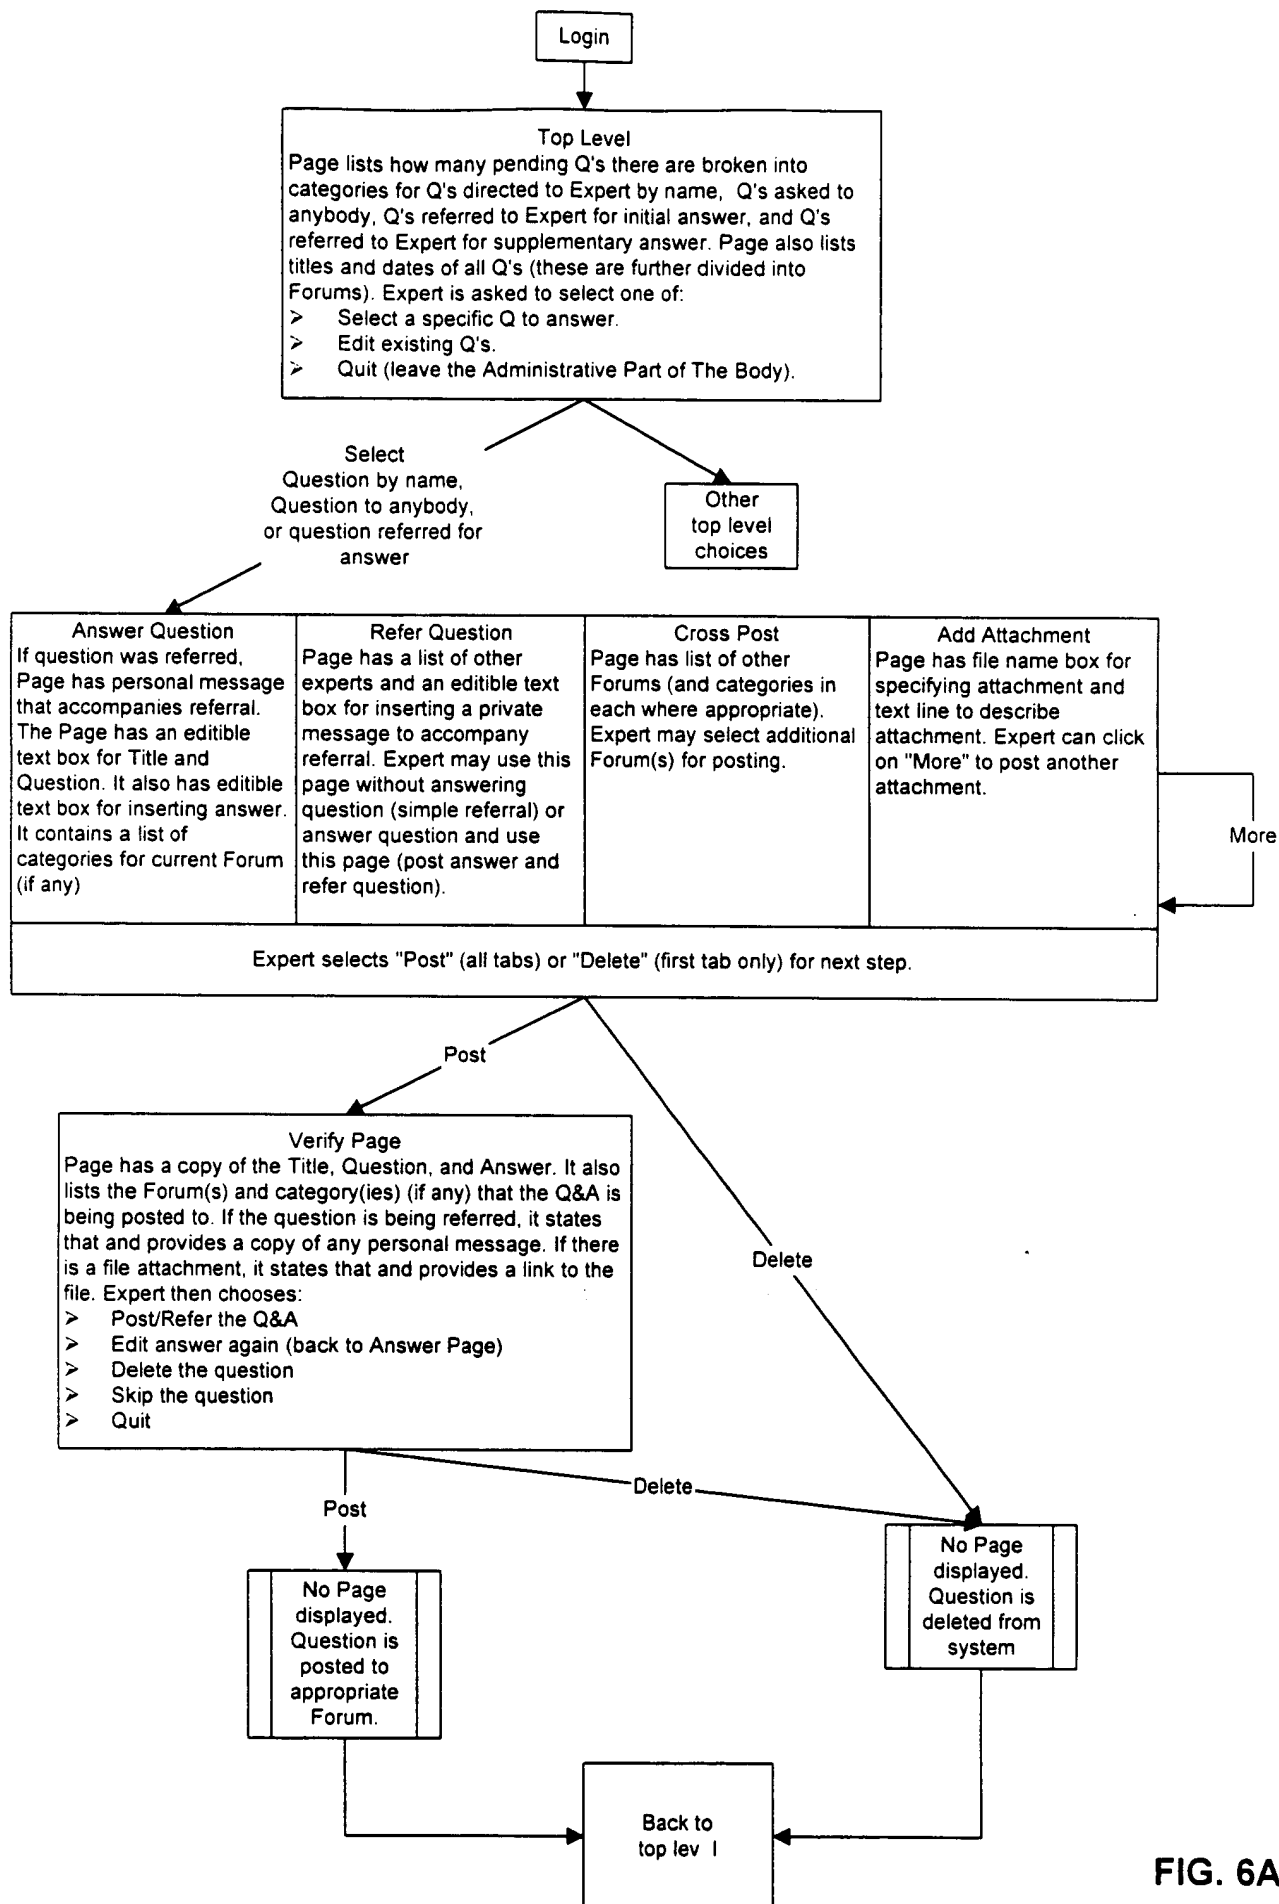 Login
Top Level
Page lists how many pending Q's there are broken into
categories for Q's directed to Expert by name, Q's asked to
anybody, Q's referred to Expert for initial answer, and Q's
referred to Expert for supplementary answer. Page also lists
titles and dates of all Q's (these are further divided into
Forums). Expert is asked to select one of:
➢ Select a specific Q to answer.
➢ Edit existing Q's.
➢ Quit (leave the Administrative Part of The Body).
Select
Question by name,
Question to anybody,
or question referred for
answer
Other
top level
choices
Answer Question
If question was referred,
Page has personal message
that accompanies referral.
The Page has an editible
text box for Title and
Question. It also has editible
text box for inserting answer.
It contains a list of
categories for current Forum
(if any)
Refer Question
Page has a list of other
experts and an editible text
box for inserting a private
message to accompany
referral. Expert may use this
page without answering
question (simple referral) or
answer question and use
this page (post answer and
refer question).
Cross Post
Page has list of other
Forums (and categories in
each where appropriate).
Expert may select additional
Forum(s) for posting.
Add Attachment
Page has file name box for
specifying attachment and
text line to describe
attachment. Expert can click
on "More" to post another
attachment.
More
Expert selects "Post" (all tabs) or "Delete" (first tab only) for next step.
Post
Delete
Verify Page
Page has a copy of the Title, Question, and Answer. It also
lists the Forum(s) and category(ies) (if any) that the Q&A is
being posted to. If the question is being referred, it states
that and provides a copy of any personal message. If there
is a file attachment, it states that and provides a link to the
file. Expert then chooses:
➢ Post/Refer the Q&A
➢ Edit answer again (back to Answer Page)
➢ Delete the question
➢ Skip the question
➢ Quit
Delete
Post
No Page
displayed.
Question is
posted to
appropriate
Forum.
No Page
displayed.
Question is
deleted from
system
Back to
top lev l
FIG. 6A